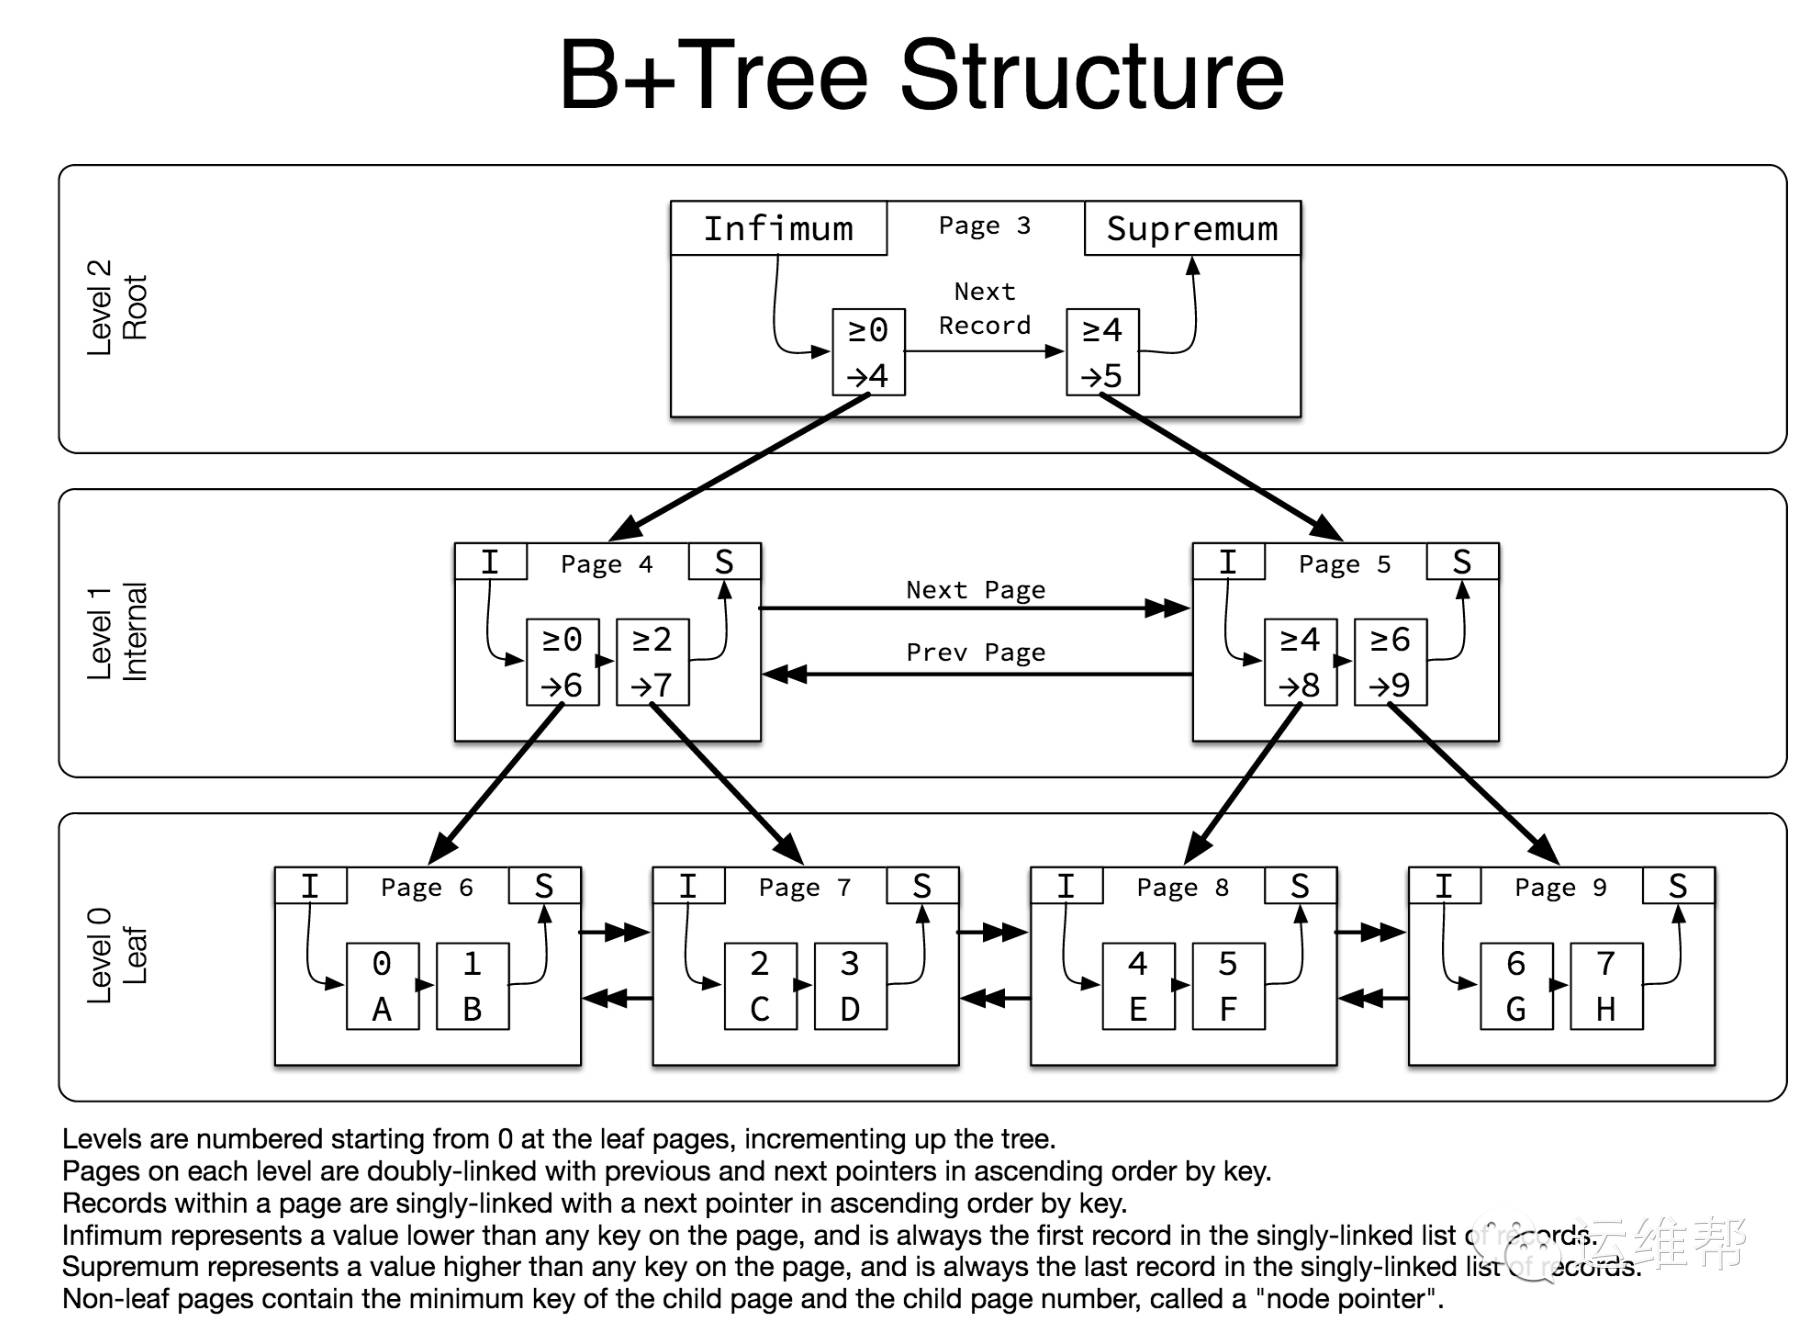 B+Tree Structure
Level 2
Root
Infimum
Page 3
Supremum
Next
Record
≥0
→4
≥4
→5
Level 1
Internal
I
Page 4
S
≥0
→6
≥2
→7
Next Page
Prev Page
I
Page 5
S
≥4
→8
≥6
→9
Level 0
Leaf
I
Page 6
S
0
A
1
B
I
Page 7
S
2
C
3
D
I
Page 8
S
4
E
5
F
I
Page 9
S
6
G
7
H
Levels are numbered starting from 0 at the leaf pages, incrementing up the tree.
Pages on each level are doubly-linked with previous and next pointers in ascending order by key.
Records within a page are singly-linked with a next pointer in ascending order by key.
Infimum represents a value lower than any key on the page, and is always the first record in the singly-linked list of records.
Supremum represents a value higher than any key on the page, and is always the last record in the singly-linked list of records.
Non-leaf pages contain the minimum key of the child page and the child page number, called a "node pointer".
运维帮